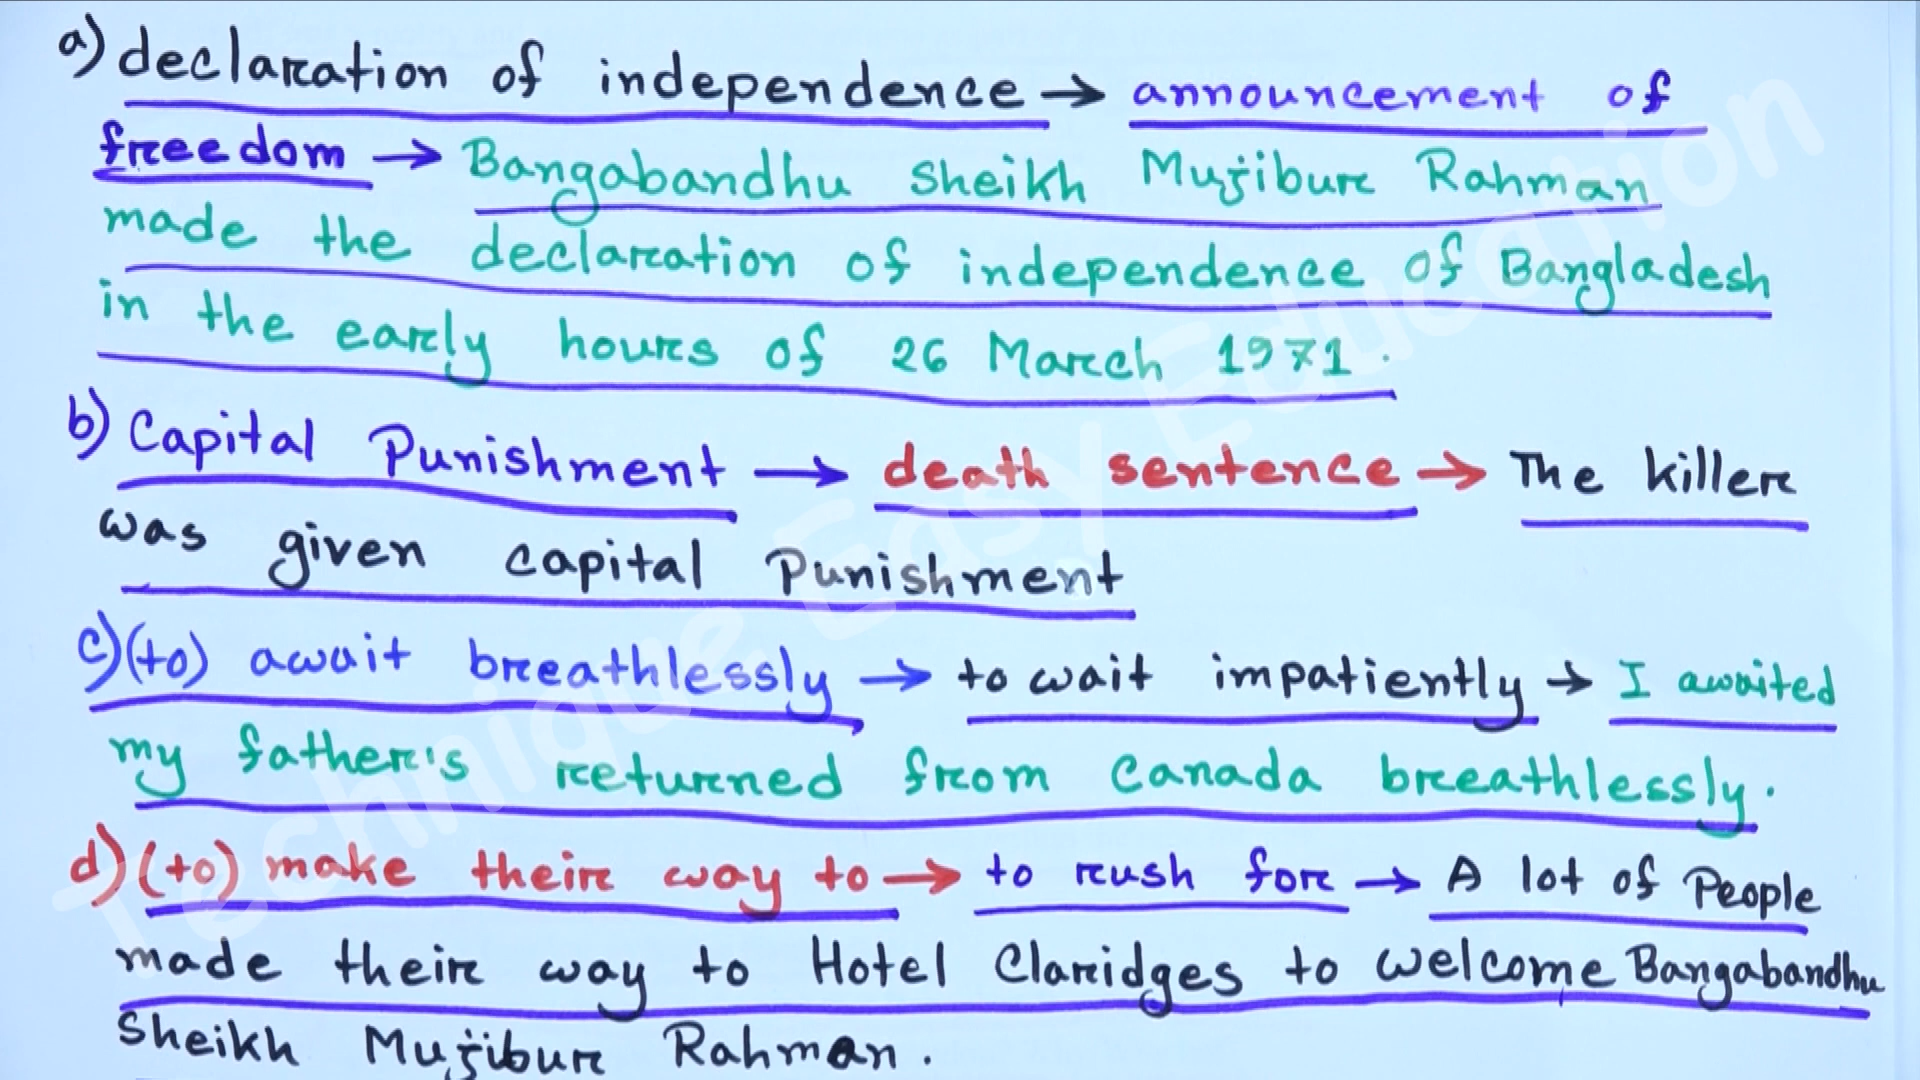 a) declaration of independence → announcement of
freedom → Bangabandhu Sheikh Mujibur Rahman
made the declaration of independence of Bangladesh
in the early hours of 26 March 1971.
b) Capital Punishment → death sentence → The killer
was given capital Punishment
c) (to) await breathlessly → to wait impatiently → I awaited
my father's returned from Canada breathlessly.
d) (to) make their way to → to rush for → A lot of People
made their way to Hotel Claridges to welcome Bangabandhu
Sheikh Mujibur Rahman.
Technique Easy Education